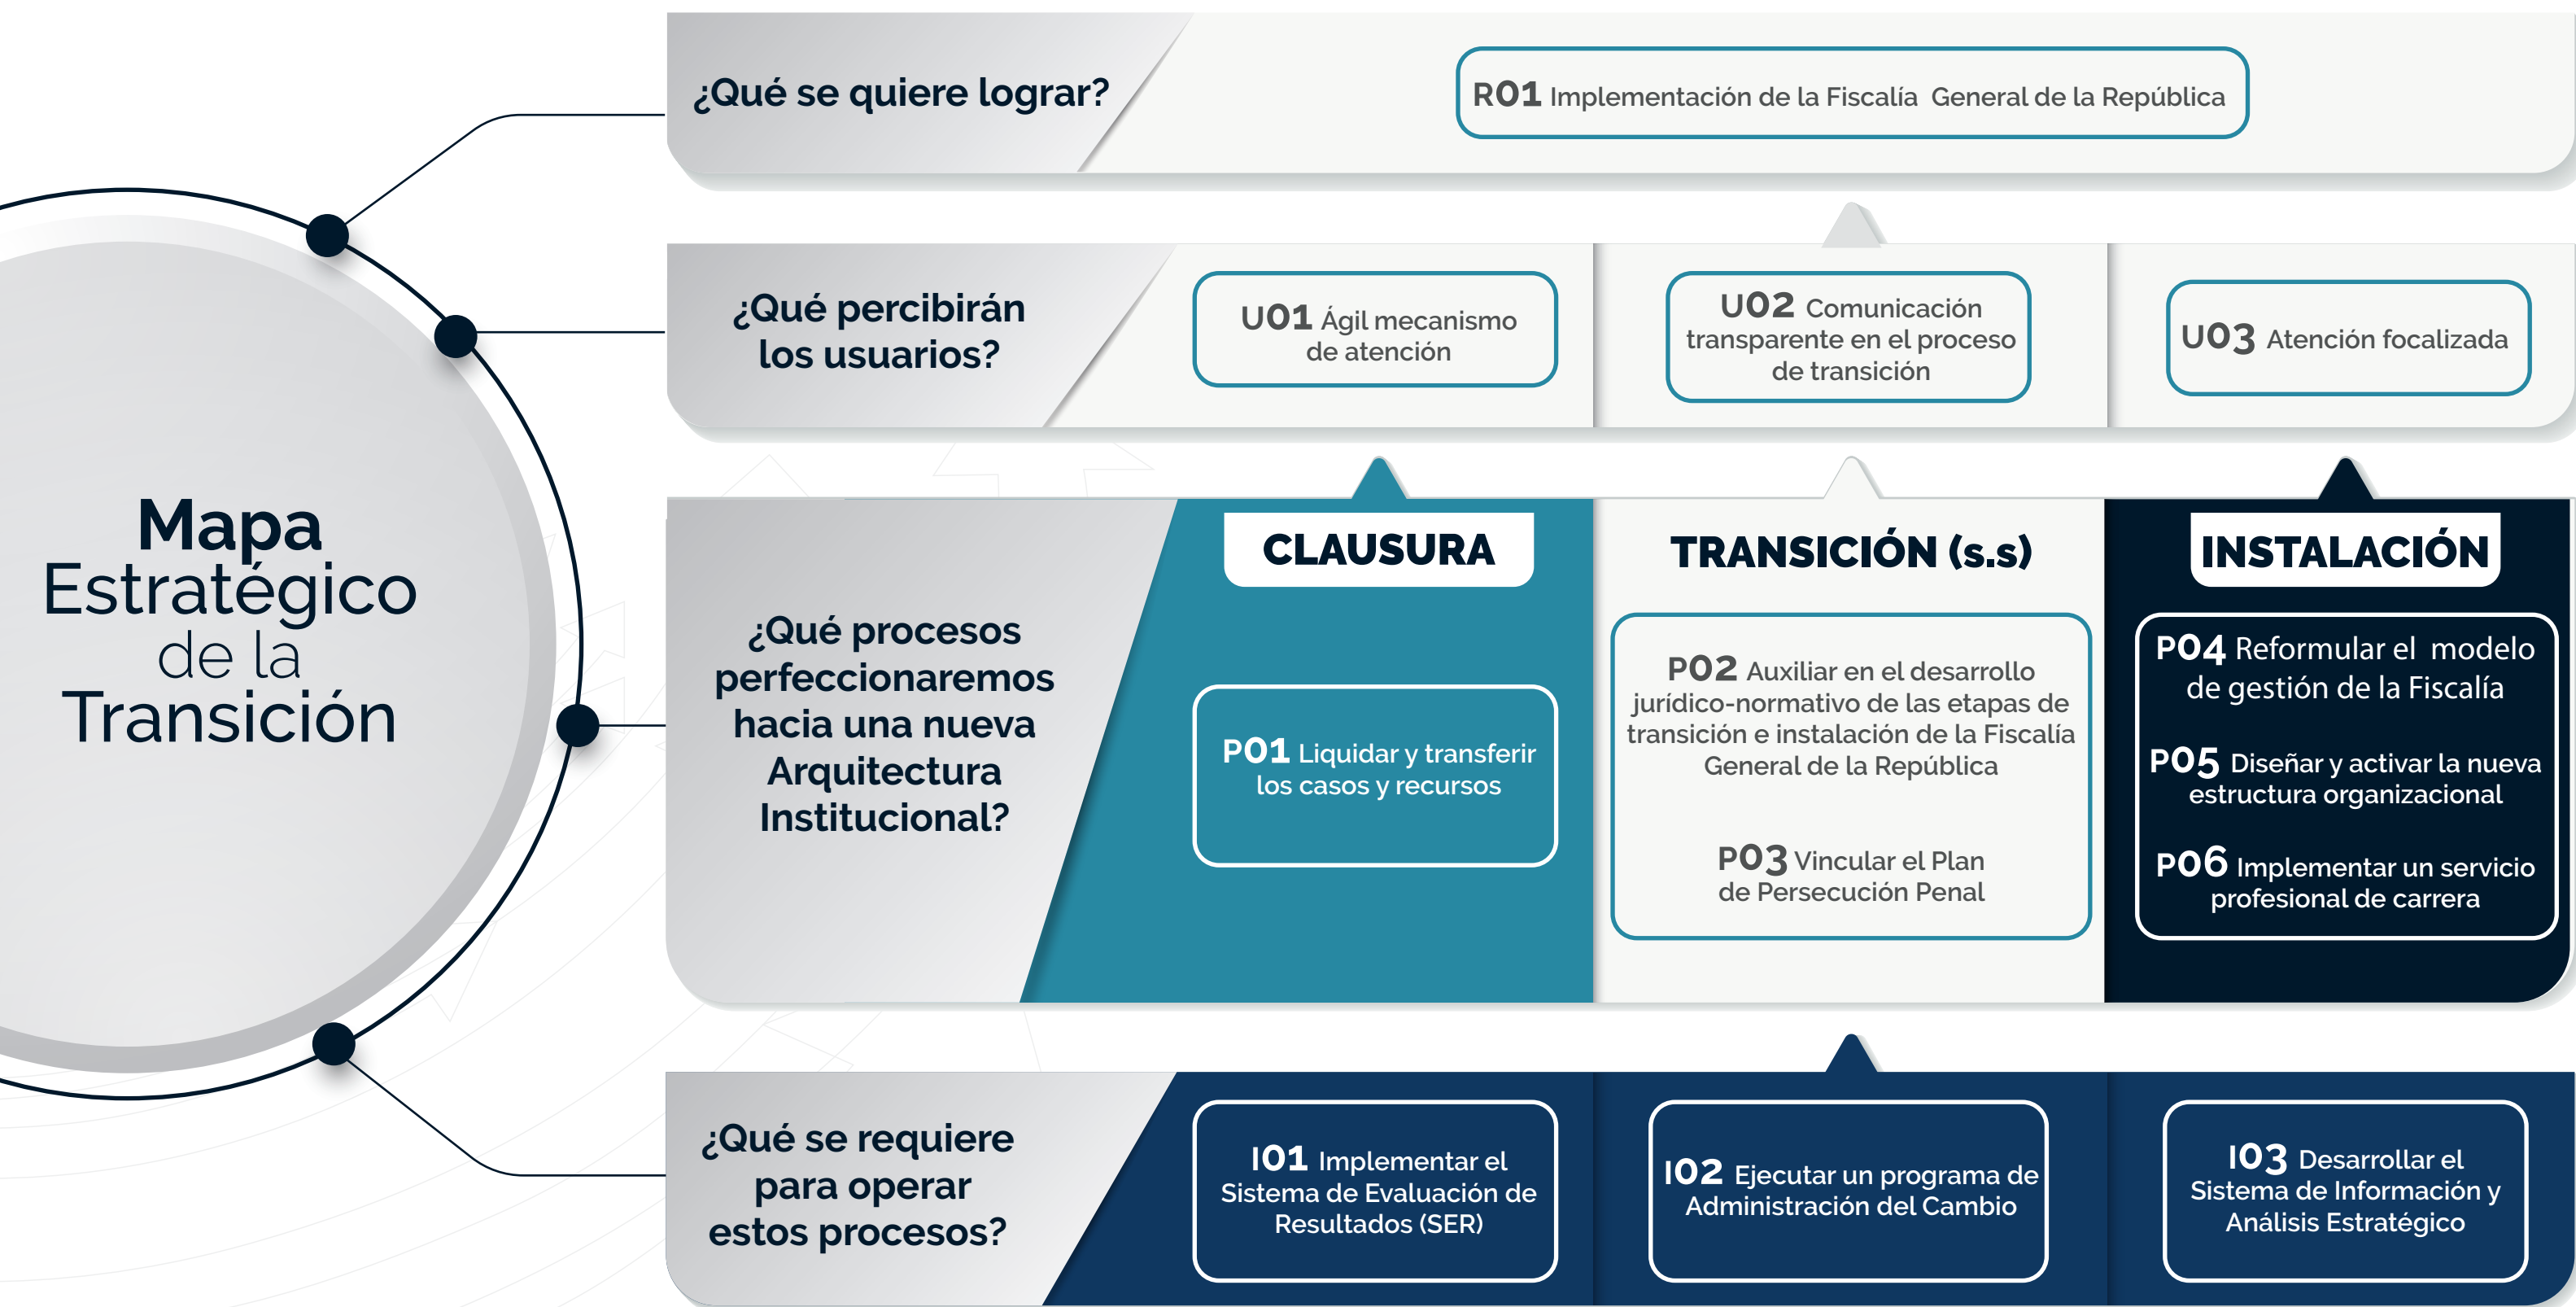 Mapa
Estratégico
de la
Transición
¿Qué se quiere lograr?
R01 Implementación de la Fiscalía General de la República
¿Qué percibirán
los usuarios?
U01 Ágil mecanismo
de atención
U02 Comunicación
transparente en el proceso
de transición
U03 Atención focalizada
¿Qué procesos
perfeccionaremos
hacia una nueva
Arquitectura
Institucional?
CLAUSURA
P01 Liquidar y transferir
los casos y recursos
TRANSICIÓN (s.s)
P02 Auxiliar en el desarrollo
jurídico-normativo de las etapas de
transición e instalación de la Fiscalía
General de la República
P03 Vincular el Plan
de Persecución Penal
INSTALACIÓN
P04 Reformular el modelo
de gestión de la Fiscalía
P05 Diseñar y activar la nueva
estructura organizacional
P06 Implementar un servicio
profesional de carrera
¿Qué se requiere
para operar
estos procesos?
I01 Implementar el
Sistema de Evaluación de
Resultados (SER)
I02 Ejecutar un programa de
Administración del Cambio
I03 Desarrollar el
Sistema de Información y
Análisis Estratégico